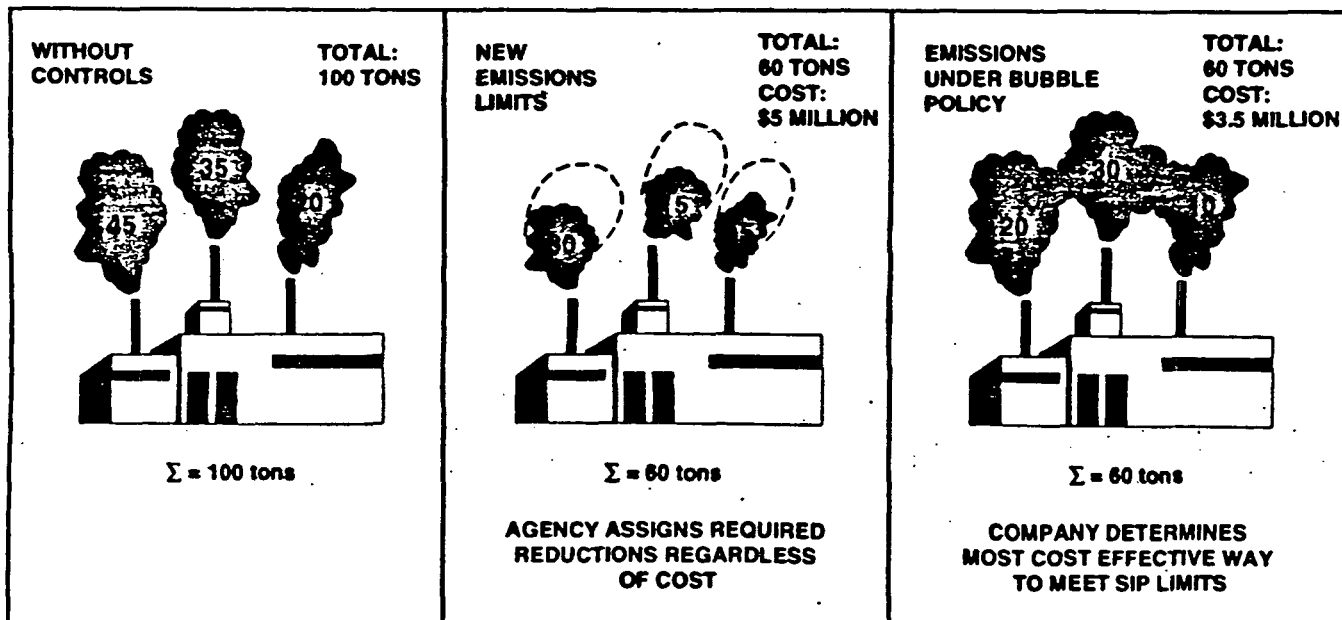 WITHOUT
CONTROLS
TOTAL:
100 TONS
45
35
20
Σ = 100 tons
NEW
EMISSIONS
LIMITS
TOTAL:
60 TONS
COST:
$5 MILLION
30
5
Σ = 60 tons
AGENCY ASSIGNS REQUIRED
REDUCTIONS REGARDLESS
OF COST
EMISSIONS
UNDER BUBBLE
POLICY
TOTAL:
60 TONS
COST:
$3.5 MILLION
20
30
10
Σ = 60 tons
COMPANY DETERMINES
MOST COST EFFECTIVE WAY
TO MEET SIP LIMITS